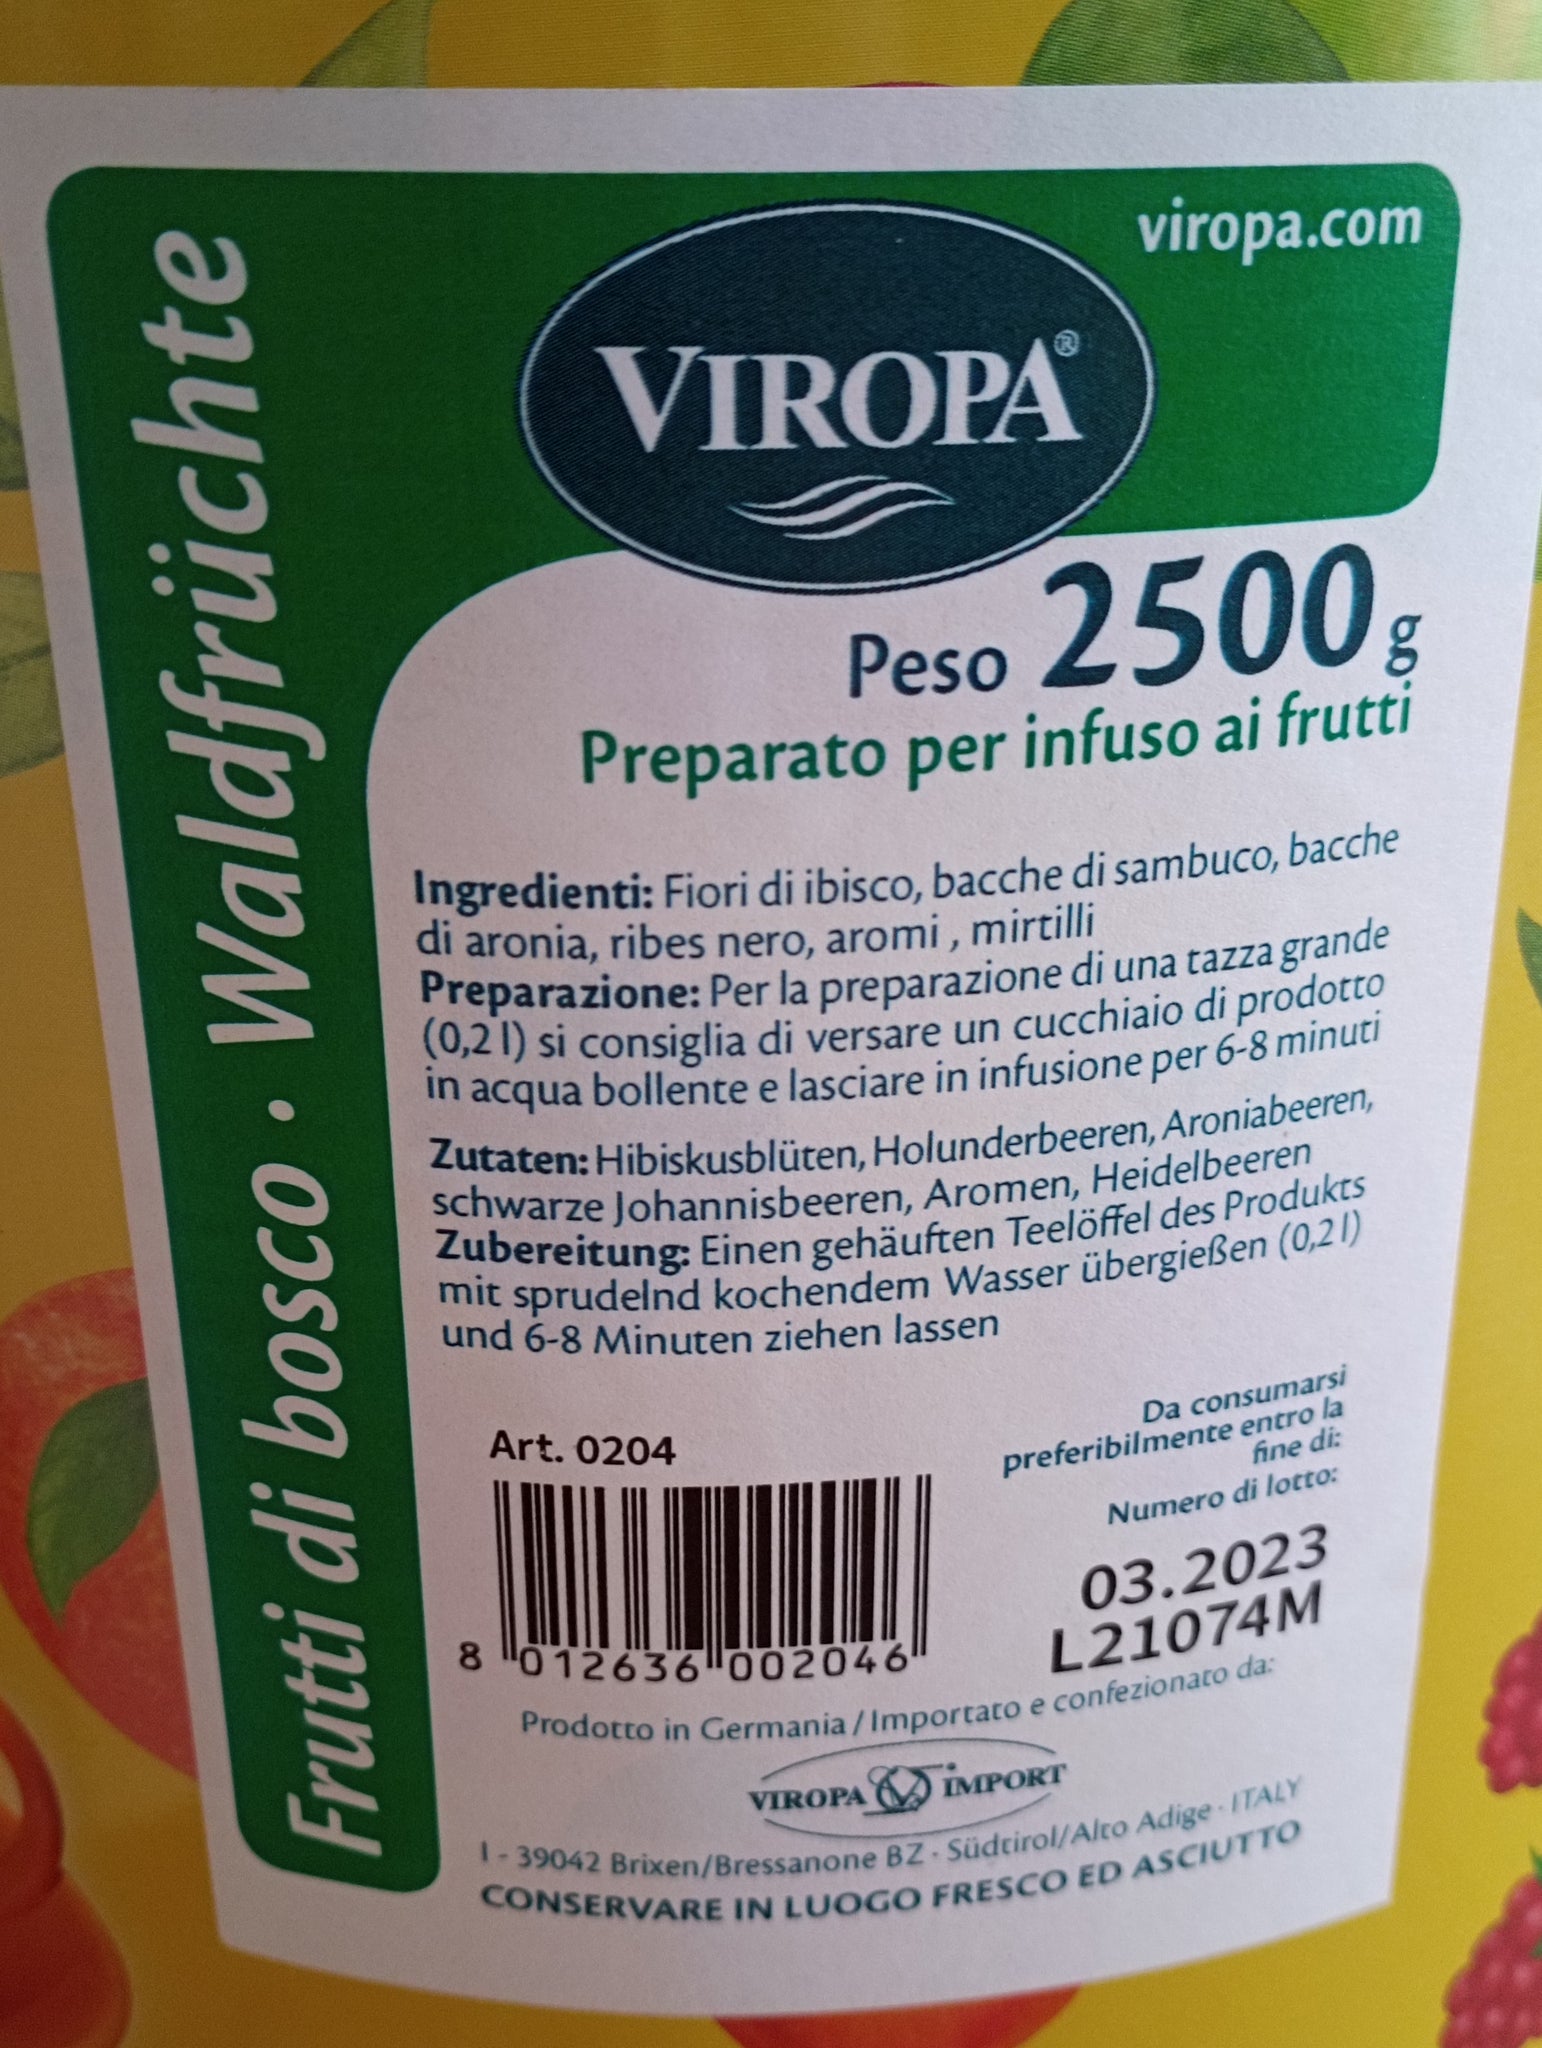 viropa.com
VIROPA®
Frutti di bosco · Waldfrüchte
Peso 2500 g
Preparato per infuso ai frutti
Ingredienti: Fiori di ibisco, bacche di sambuco, bacche
di aronia, ribes nero, aromi , mirtilli
Preparazione: Per la preparazione di una tazza grande
(0,2 l) si consiglia di versare un cucchiaio di prodotto
in acqua bollente e lasciare in infusione per 6-8 minuti
Zutaten: Hibiskusblüten, Holunderbeeren, Aroniabeeren,
schwarze Johannisbeeren, Aromen, Heidelbeeren
Zubereitung: Einen gehäuften Teelöffel des Produkts
mit sprudelnd kochendem Wasser übergießen (0,2 l)
und 6-8 Minuten ziehen lassen
Da consumarsi
preferibilmente entro la
fine di:
Numero di lotto:
Art. 0204
03.2023
L21074M
8 012636 002046
Prodotto in Germania / Importato e confezionato da:
VIROPA IMPORT
I - 39042 Brixen/Bressanone BZ · Südtirol/Alto Adige · ITALY
CONSERVARE IN LUOGO FRESCO ED ASCIUTTO